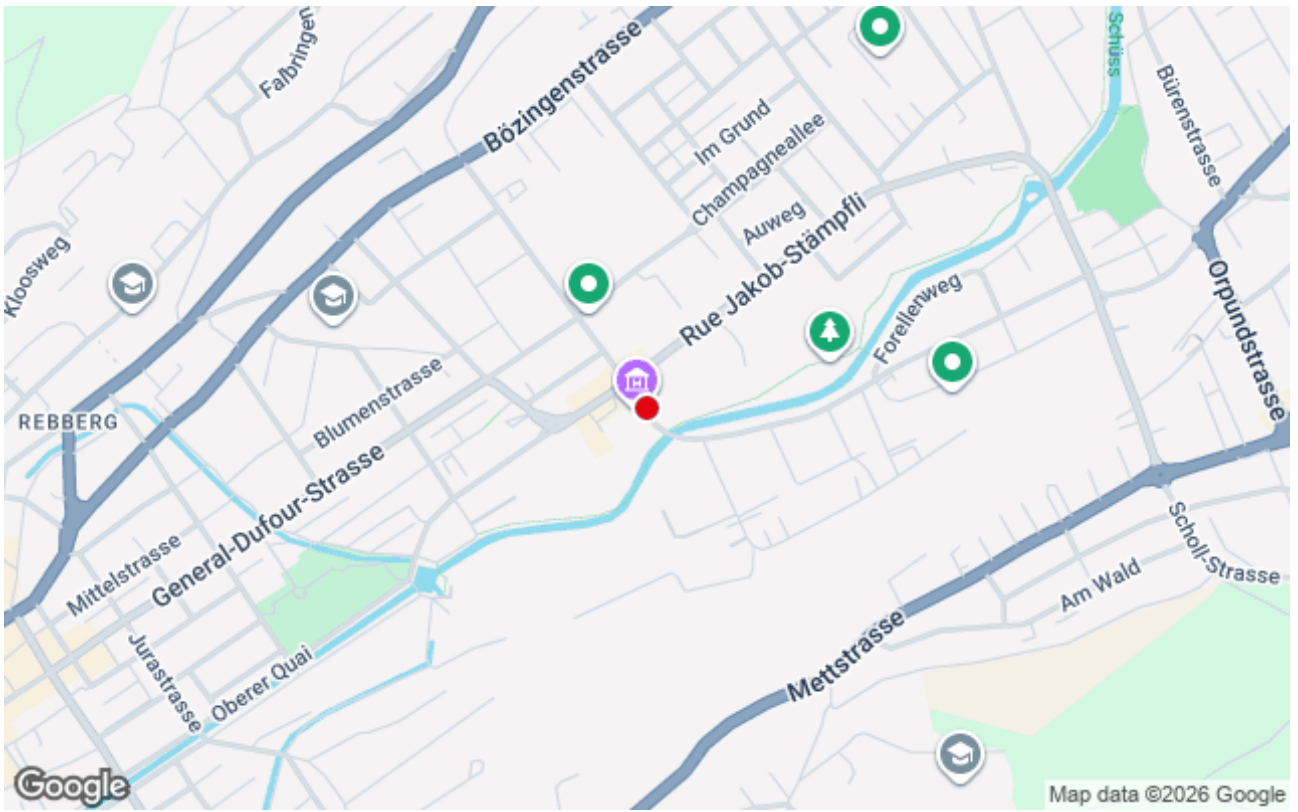 Falbringen
Bözingenstrasse
Schüss
Bürenstrasse
Im Grund
Champagneallee
Auweg
Rue Jakob-Stämpfli
Kloosweg
Forellenweg
Orpundstrasse
Blumenstrasse
REBBERG
General-Dufour-Strasse
Mittelstrasse
Jurastrasse
Oberer Quai
Scholl-Strasse
Am Wald
Mettstrasse
H
Google
Map data ©2026 Google